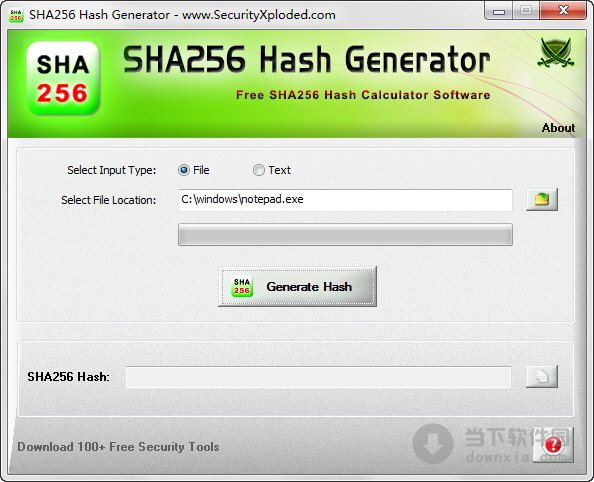 SHA256 Hash Generator - www.SecurityXploded.com
SHA
256
SHA256 Hash Generator
Free SHA256 Hash Calculator Software
About
Select Input Type:
File
Text
Select File Location:
C:\windows\notepad.exe
SHA
256
Generate Hash
SHA256 Hash:
Download 100+ Free Security Tools
当下软件园
downxia.com
?